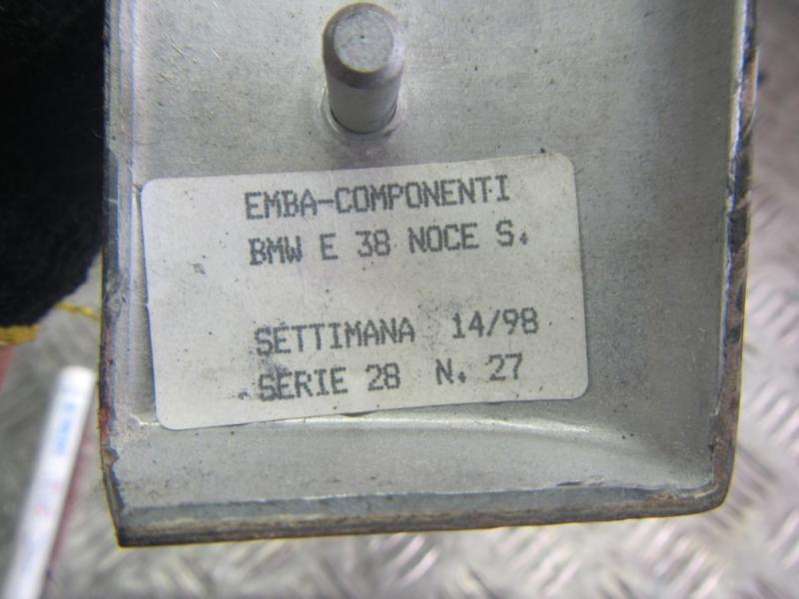 EMBA-COMPONENTI
BMW E 38 NOCE S.
SETTIMANA 14/98
SERIE 28 N. 27